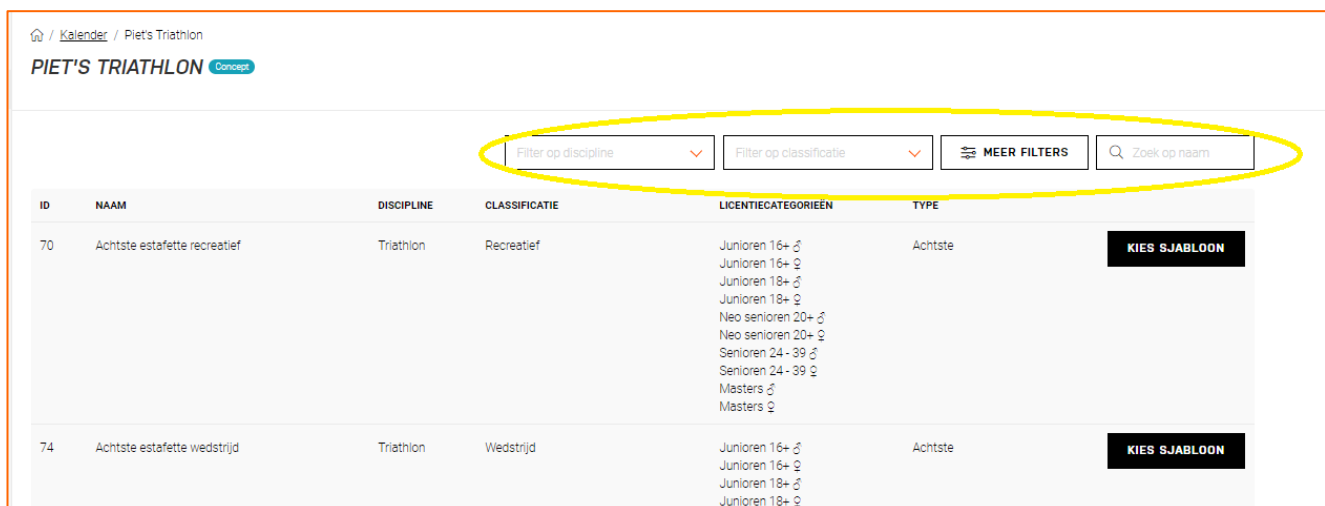 / Kalender / Piet's Triathlon
PIET'S TRIATHLON Concept
Filter op discipline Filter op classificatie MEER FILTERS Zoek op naam
ID NAAM DISCIPLINE CLASSIFICATIE LICENTIECATEGORIEËN TYPE
70 Achtste estafette recreatief Triathlon Recreatief Junioren 16+ ♂ Achtste KIES SJABLOON
Junioren 16+ ♀
Junioren 18+ ♂
Junioren 18+ ♀
Neo senioren 20+ ♂
Neo senioren 20+ ♀
Senioren 24 - 39 ♂
Senioren 24 - 39 ♀
Masters ♂
Masters ♀
74 Achtste estafette wedstrijd Triathlon Wedstrijd Junioren 16+ ♂ Achtste KIES SJABLOON
Junioren 16+ ♀
Junioren 18+ ♂
Junioren 18+ ♀